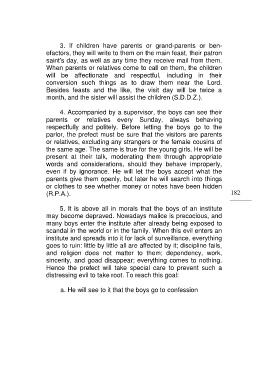 3. If children have parents or grand-parents or ben-
efactors, they will write to them on the main feast, their patron
saint's day, as well as any time they receive mail from them.
When parents or relatives come to call on them, the children
will be affectionate and respectful, including in their
conversion such things as to draw them near the Lord.
Besides feasts and the like, the visit day will be twice a
month, and the sister will assist the children (S.D.D.Z.).
4. Accompanied by a supervisor, the boys can see their
parents or relatives every Sunday, always behaving
respectfully and politely. Before letting the boys go to the
parlor, the prefect must be sure that the visitors are parents
or relatives, excluding any strangers or the female cousins of
the same age. The same is true for the young girls. He will be
present at their talk, moderating them through appropriate
words and considerations, should they behave improperly,
even if by ignorance. He will let the boys accept what the
parents give them openly, but later he will search into things
or clothes to see whether money or notes have been hidden
(R.P.A.).
182
5. It is above all in morals that the boys of an institute
may become depraved. Nowadays malice is precocious, and
many boys enter the institute after already being exposed to
scandal in the world or in the family. When this evil enters an
institute and spreads into it for lack of surveillance, everything
goes to ruin: little by little all are affected by it; discipline fails,
and religion does not matter to them; dependency, work,
sincerity, and goad disappear; everything comes to nothing.
Hence the prefect will take special care to prevent such a
distressing evil to take root. To reach this goal:
a. He will see to it that the boys go to confession